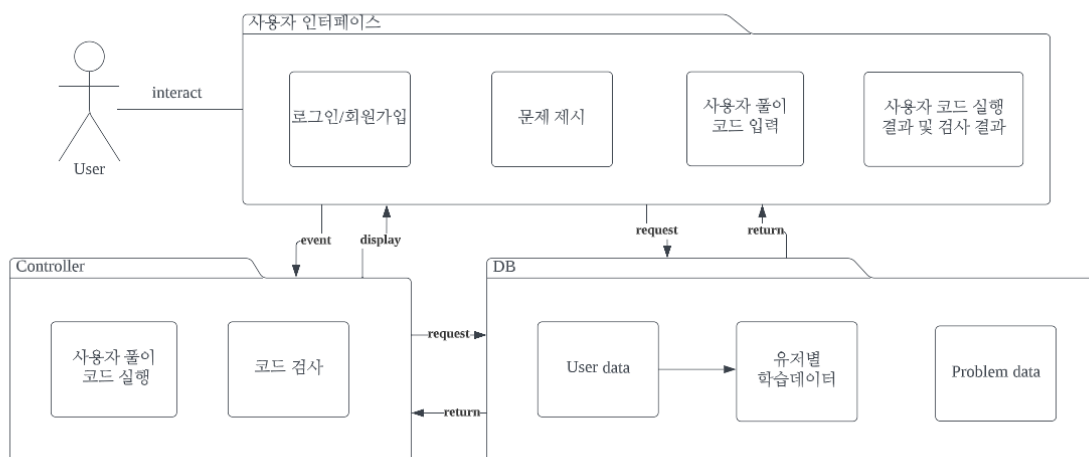 사용자 인터페이스
interact
User
로그인/회원가입
문제 제시
사용자 풀이
코드 입력
사용자 코드 실행
결과 및 검사 결과
event
display
request
return
Controller
사용자 풀이
코드 실행
코드 검사
request
return
DB
User data
유저별
학습데이터
Problem data